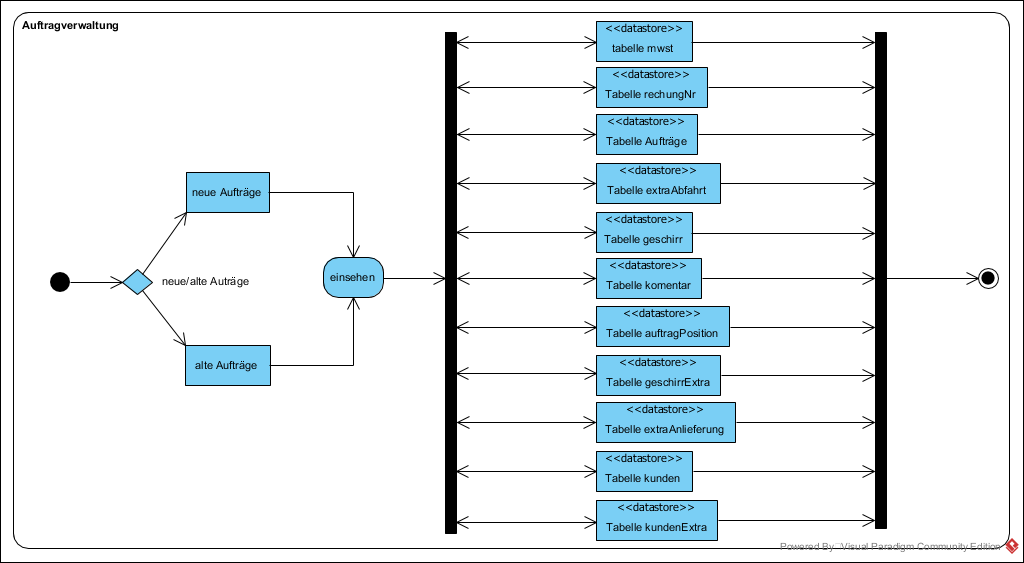 Auftragverwaltung
<<datastore>>
tabelle mwst
<<datastore>>
Tabelle rechungNr
<<datastore>>
Tabelle Aufträge
<<datastore>>
Tabelle extraAbfahrt
neue Aufträge
<<datastore>>
Tabelle geschirr
<<datastore>>
Tabelle komentar
neue/alte Auträge
einsehen
<<datastore>>
Tabelle auftragPosition
<<datastore>>
Tabelle geschirrExtra
alte Aufträge
<<datastore>>
Tabelle extraAnlieferung
<<datastore>>
Tabelle kunden
<<datastore>>
Tabelle kundenExtra
Powered By Visual Paradigm Community Edition